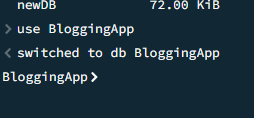 newDB 72.00 KiB
> use BloggingApp
< switched to db BloggingApp
BloggingApp>